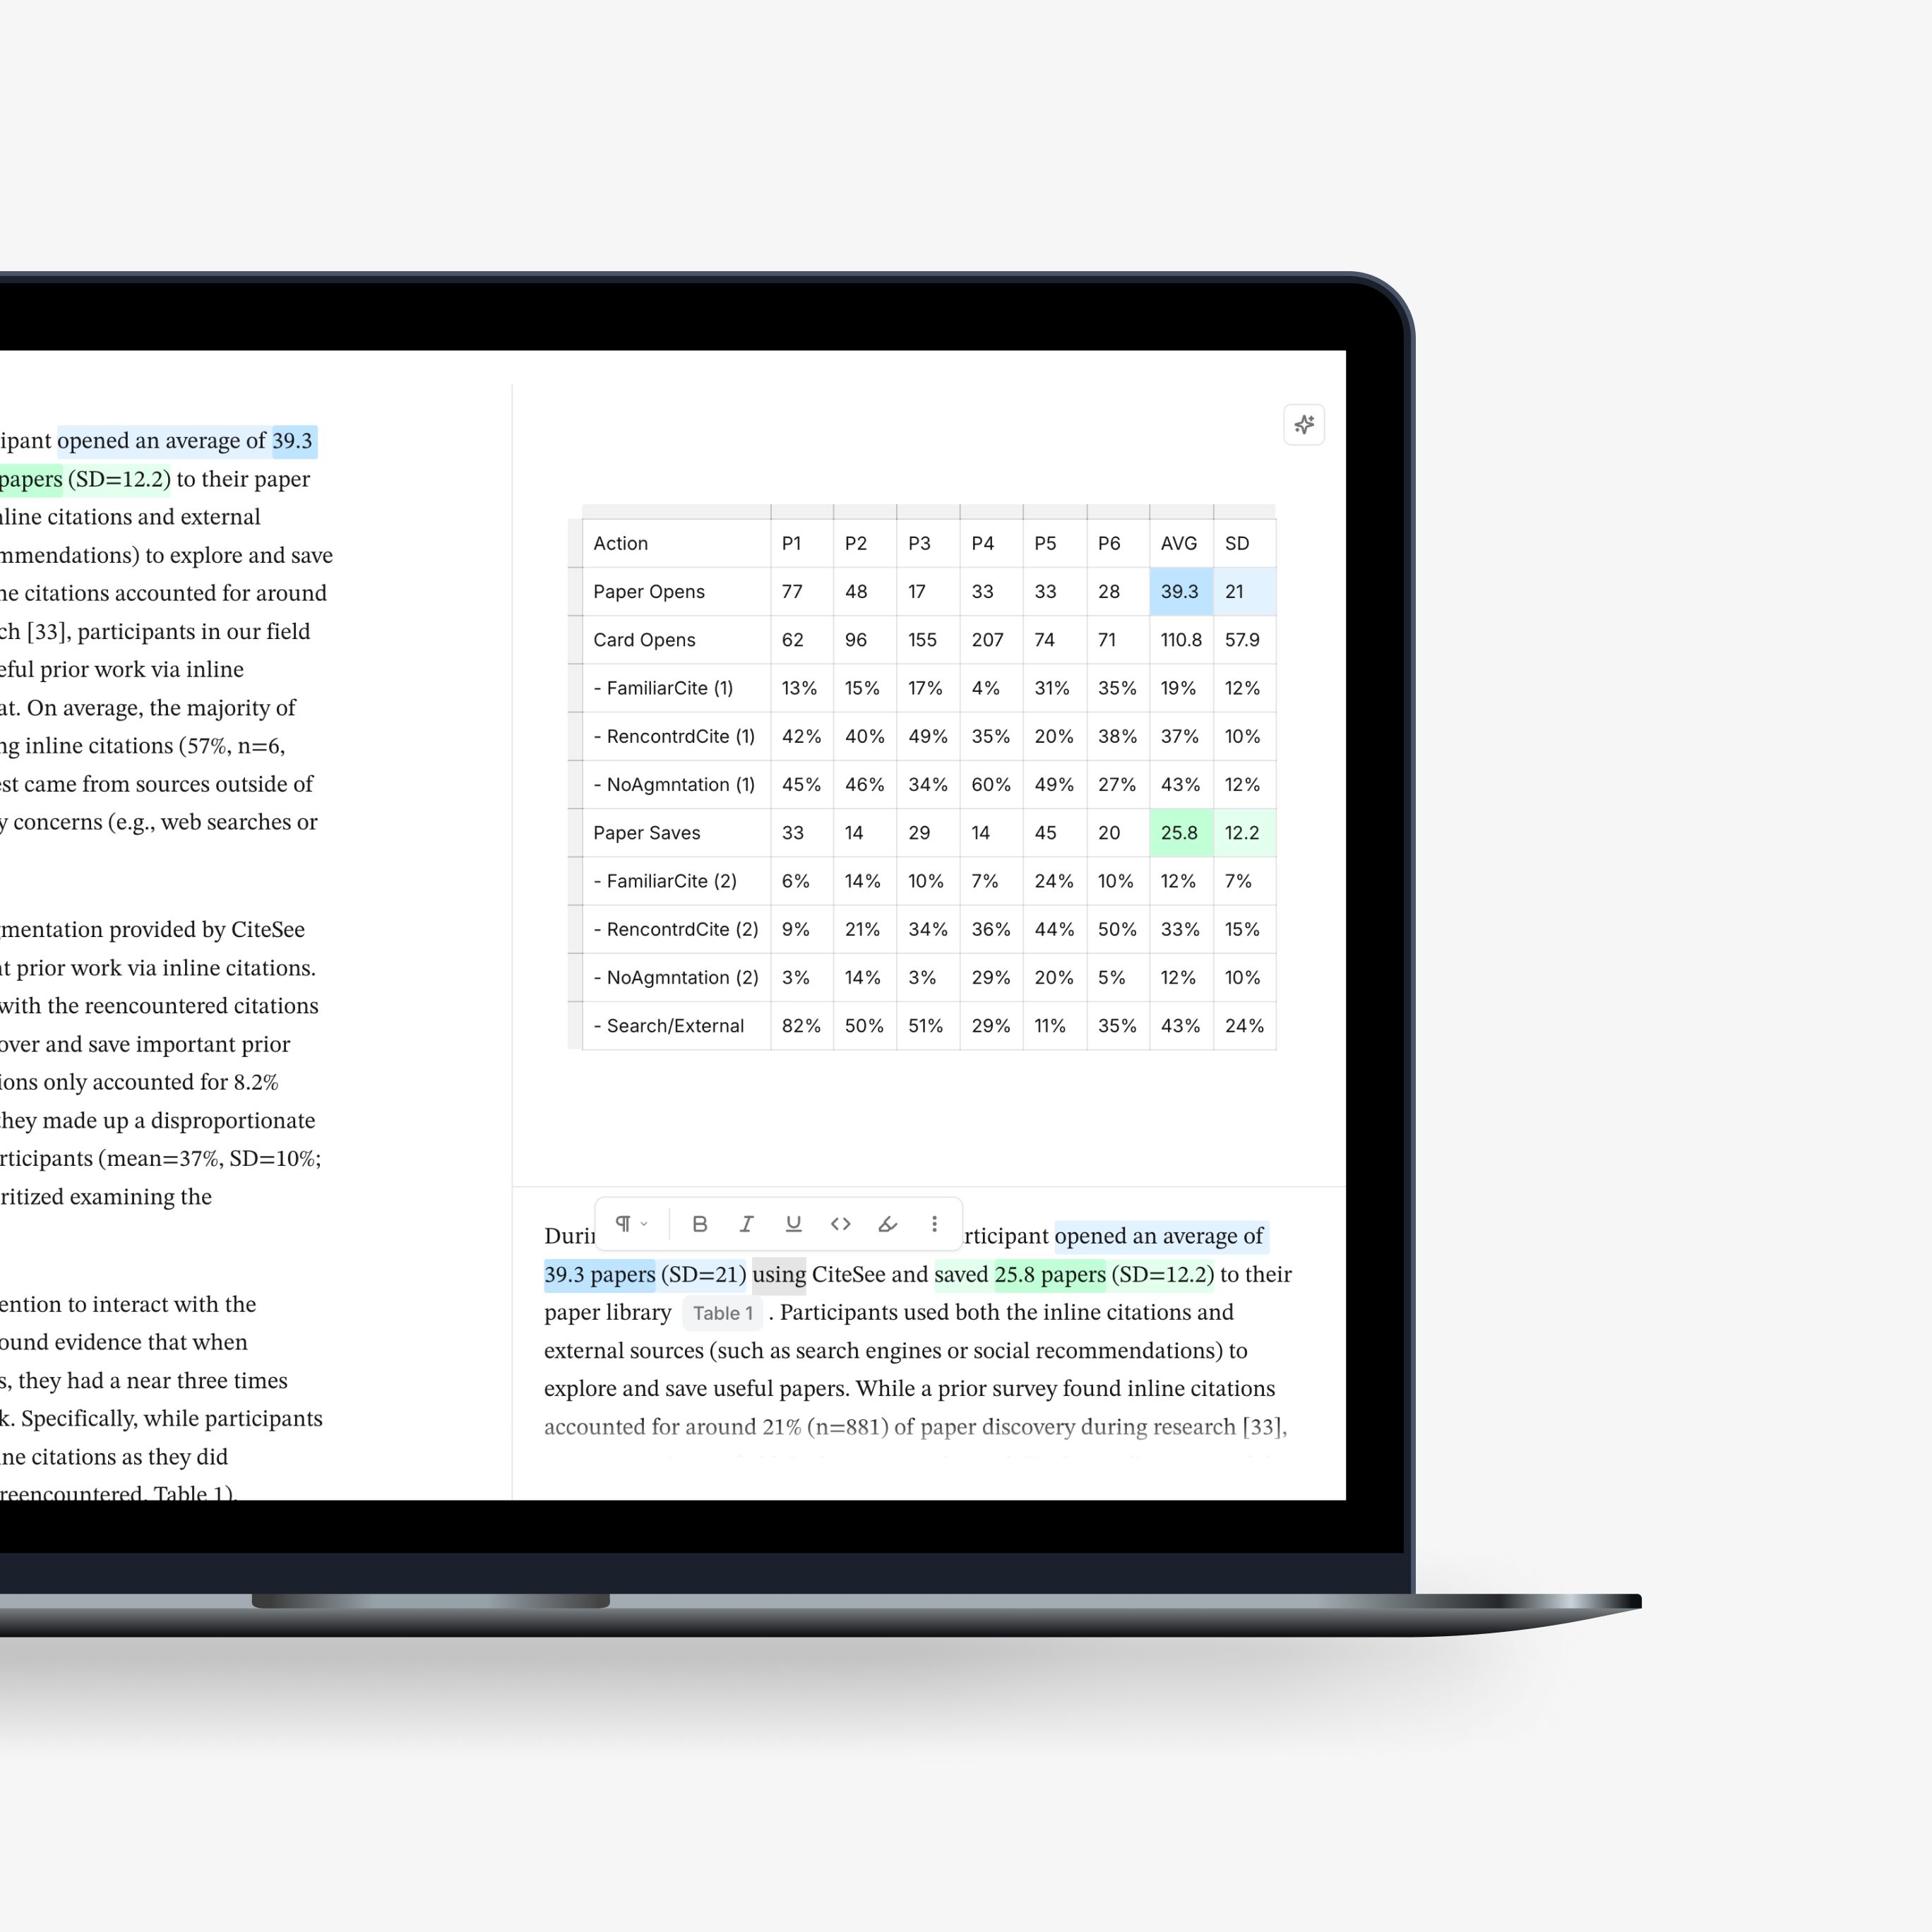 ipant opened an average of 39.3
papers (SD=12.2) to their paper
nline citations and external
mmendations) to explore and save
ne citations accounted for around
ch [33], participants in our field
eful prior work via inline
at. On average, the majority of
ng inline citations (57%, n=6,
est came from sources outside of
y concerns (e.g., web searches or
gmentation provided by CiteSee
nt prior work via inline citations.
with the reencountered citations
over and save important prior
ions only accounted for 8.2%
they made up a disproportionate
rticipants (mean=37%, SD=10%;
ritized examining the
ention to interact with the
ound evidence that when
s, they had a near three times
k. Specifically, while participants
ine citations as they did
reencountered, Table 1).
Action P1 P2 P3 P4 P5 P6 AVG SD
Paper Opens 77 48 17 33 33 28 39.3 21
Card Opens 62 96 155 207 74 71 110.8 57.9
- FamiliarCite (1) 13% 15% 17% 4% 31% 35% 19% 12%
- RencontrdCite (1) 42% 40% 49% 35% 20% 38% 37% 10%
- NoAgmntation (1) 45% 46% 34% 60% 49% 27% 43% 12%
Paper Saves 33 14 29 14 45 20 25.8 12.2
- FamiliarCite (2) 6% 14% 10% 7% 24% 10% 12% 7%
- RencontrdCite (2) 9% 21% 34% 36% 44% 50% 33% 15%
- NoAgmntation (2) 3% 14% 3% 29% 20% 5% 12% 10%
- Search/External 82% 50% 51% 29% 11% 35% 43% 24%
B I U
Durin rticipant opened an average of
39.3 papers (SD=21) using CiteSee and saved 25.8 papers (SD=12.2) to their
paper library Table 1 . Participants used both the inline citations and
external sources (such as search engines or social recommendations) to
explore and save useful papers. While a prior survey found inline citations
accounted for around 21% (n=881) of paper discovery during research [33],